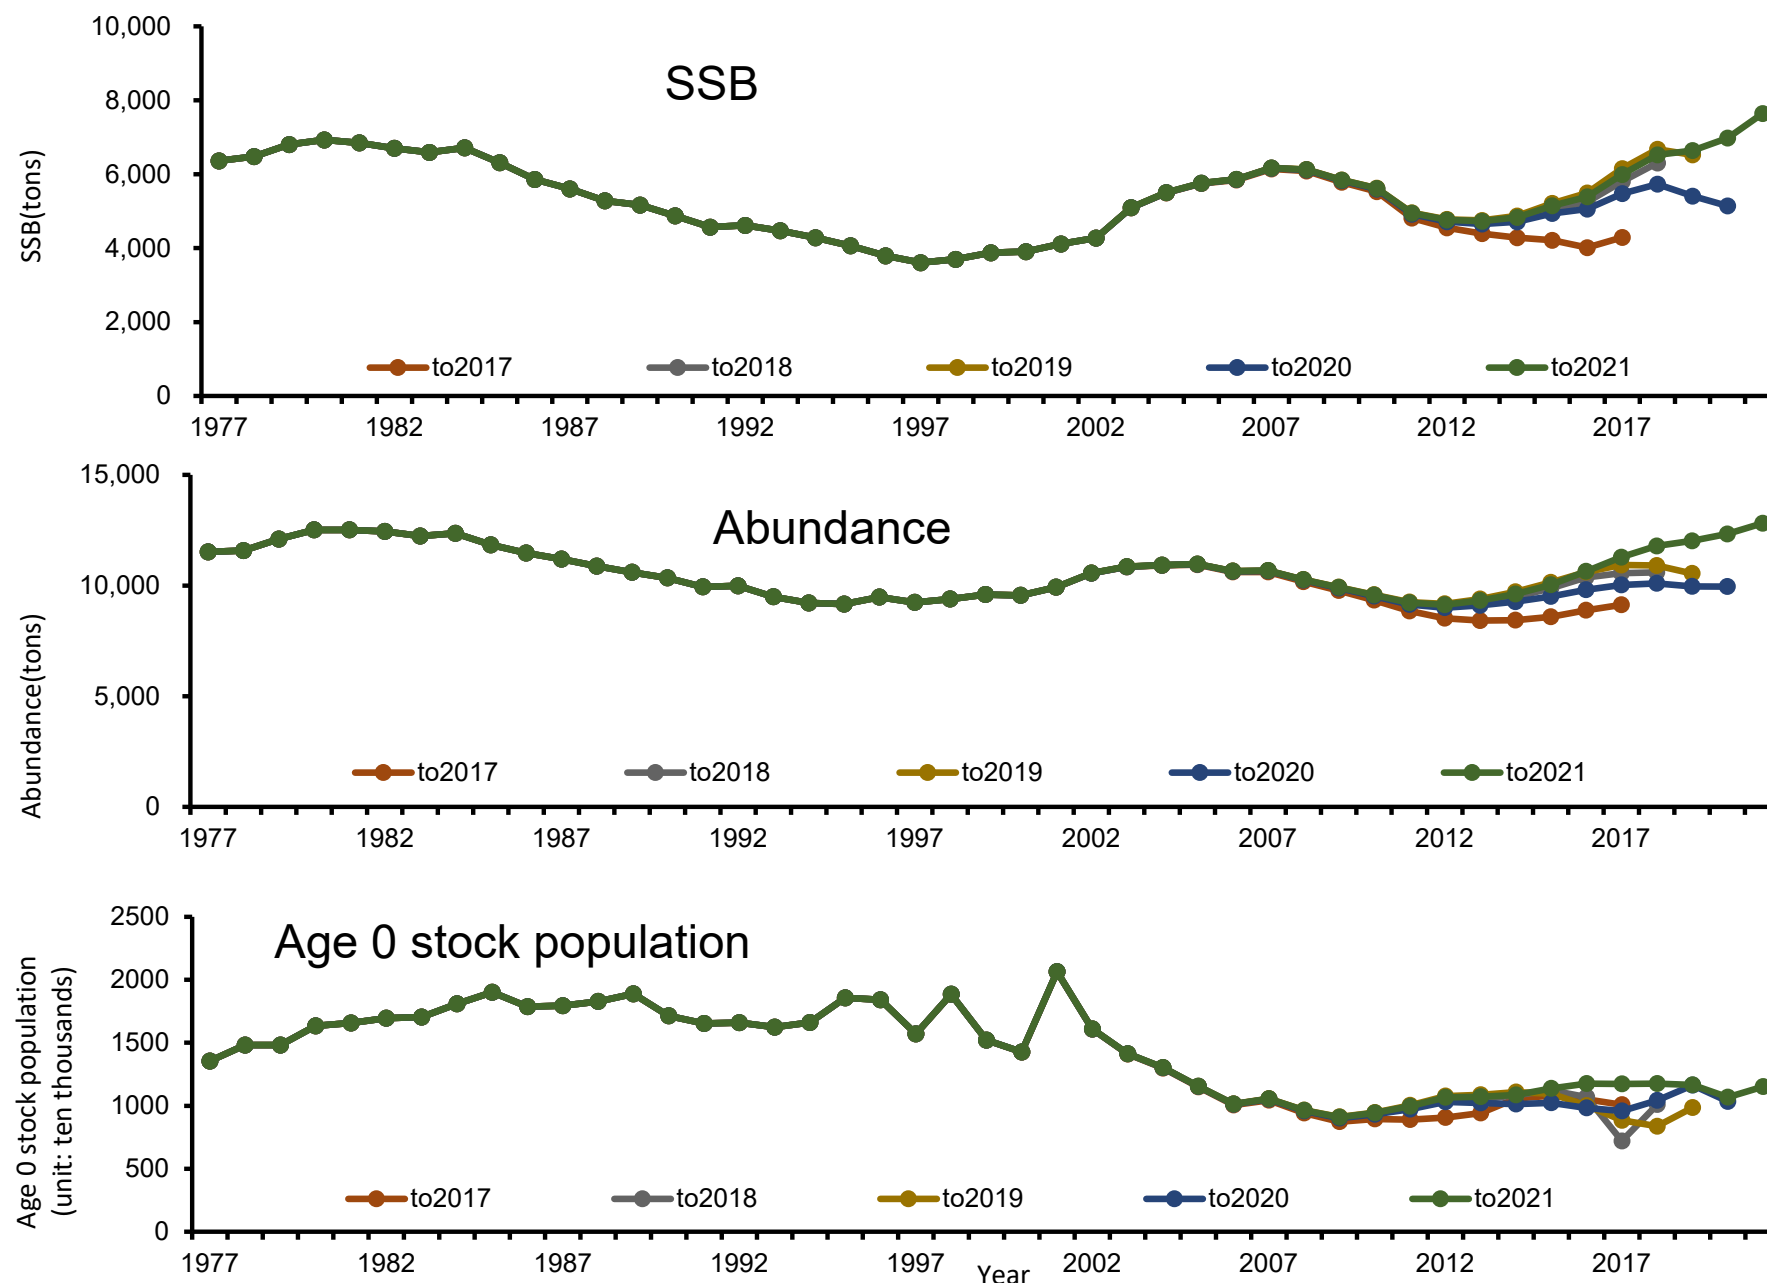 10,000
8,000
6,000
4,000
2,000
0
SSB(tons)
SSB
to2017 to2018 to2019 to2020 to2021
1977 1982 1987 1992 1997 2002 2007 2012 2017
15,000
10,000
5,000
0
Abundance(tons)
Abundance
to2017 to2018 to2019 to2020 to2021
1977 1982 1987 1992 1997 2002 2007 2012 2017
2500
2000
1500
1000
500
0
Age 0 stock population
(unit: ten thousands)
Age 0 stock population
to2017 to2018 to2019 to2020 to2021
1977 1982 1987 1992 1997 2002 2007 2012 2017
Year